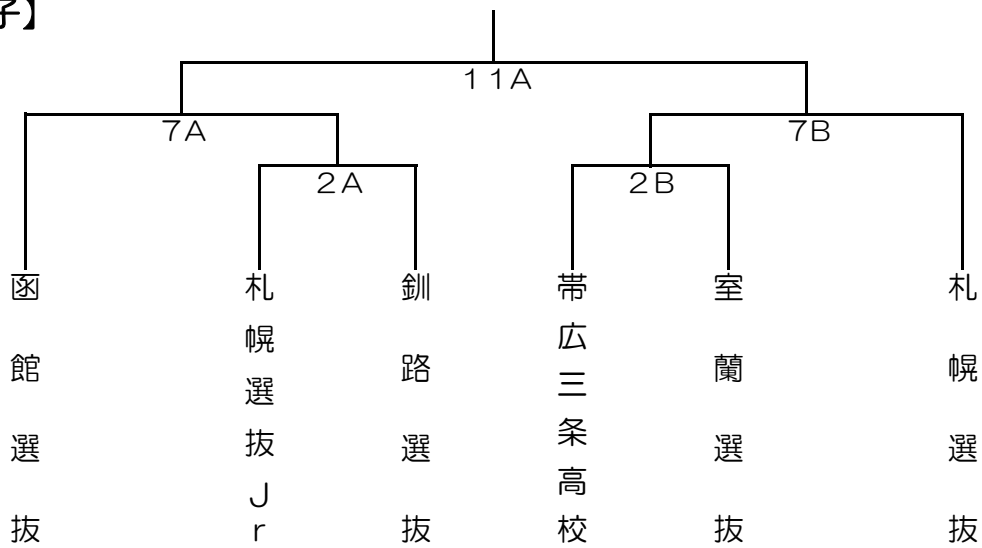 子】
11A
7A
7B
2A
2B
函館選抜
札幌選抜Jr
釧路選抜
帯広三条高校
室蘭選抜
札幌選抜